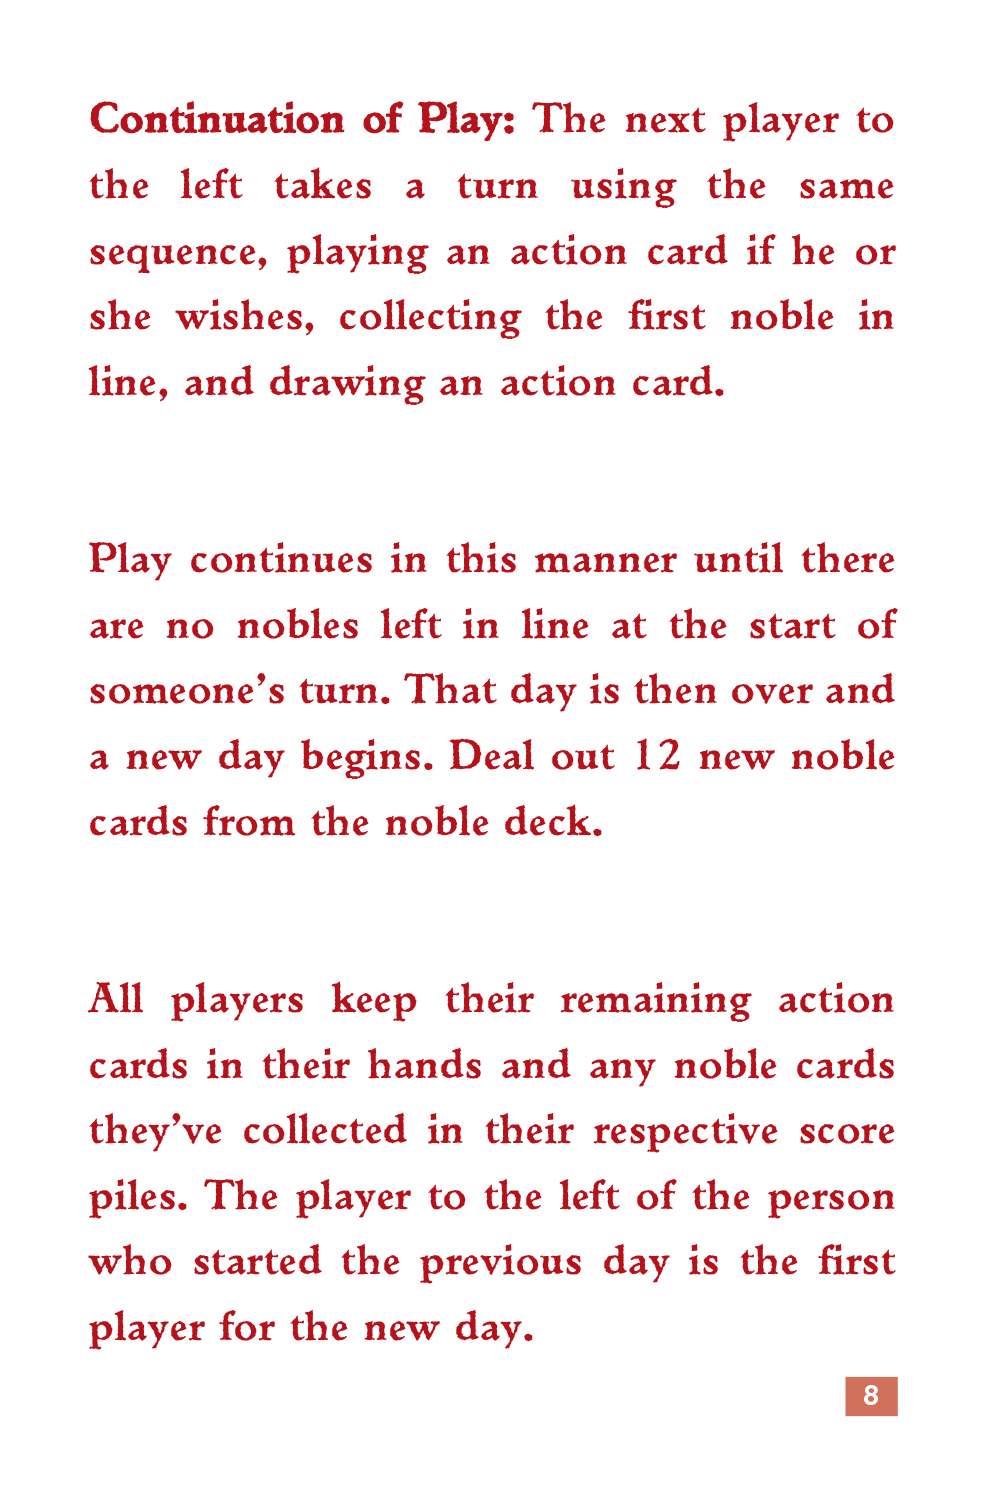 Continuation of Play: The next player to
the left takes a turn using the same
sequence, playing an action card if he or
she wishes, collecting the first noble in
line, and drawing an action card.
Play continues in this manner until there
are no nobles left in line at the start of
someone’s turn. That day is then over and
a new day begins. Deal out 12 new noble
cards from the noble deck.
All players keep their remaining action
cards in their hands and any noble cards
they’ve collected in their respective score
piles. The player to the left of the person
who started the previous day is the first
player for the new day.
8